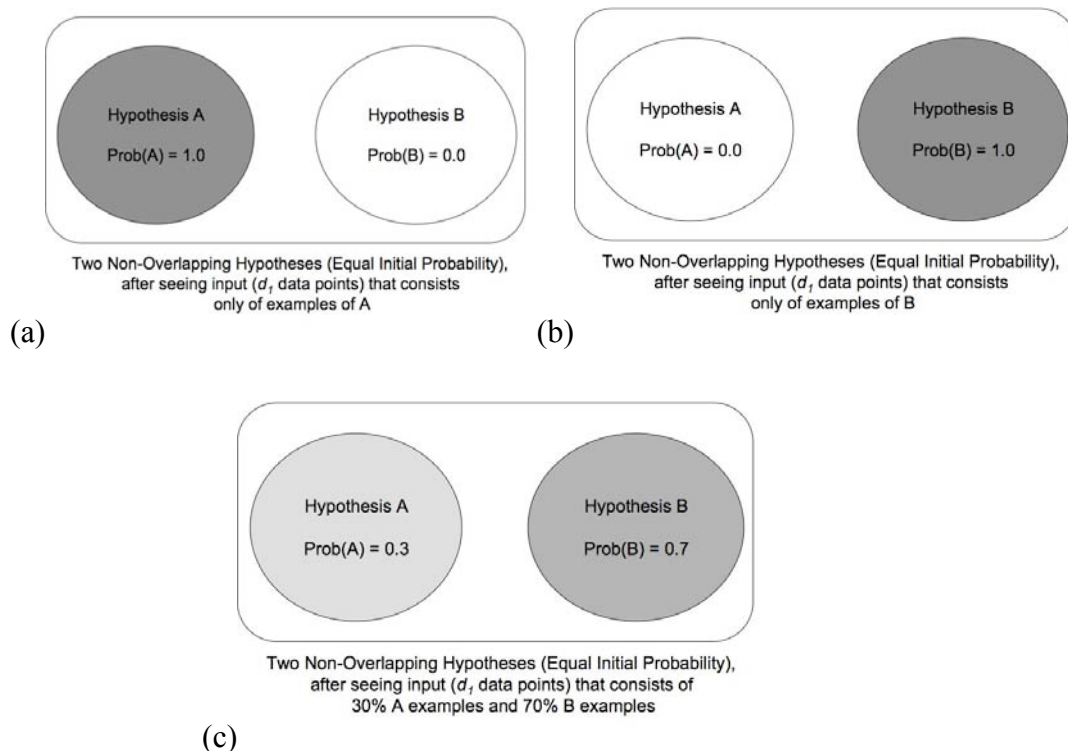 Hypothesis A
Prob(A) = 1.0
Hypothesis B
Prob(B) = 0.0
Two Non-Overlapping Hypotheses (Equal Initial Probability),
after seeing input (d1 data points) that consists
only of examples of A
(a)
Hypothesis A
Prob(A) = 0.0
Hypothesis B
Prob(B) = 1.0
Two Non-Overlapping Hypotheses (Equal Initial Probability),
after seeing input (d1 data points) that consists
only of examples of B
(b)
Hypothesis A
Prob(A) = 0.3
Hypothesis B
Prob(B) = 0.7
Two Non-Overlapping Hypotheses (Equal Initial Probability),
after seeing input (d1 data points) that consists of
30% A examples and 70% B examples
(c)